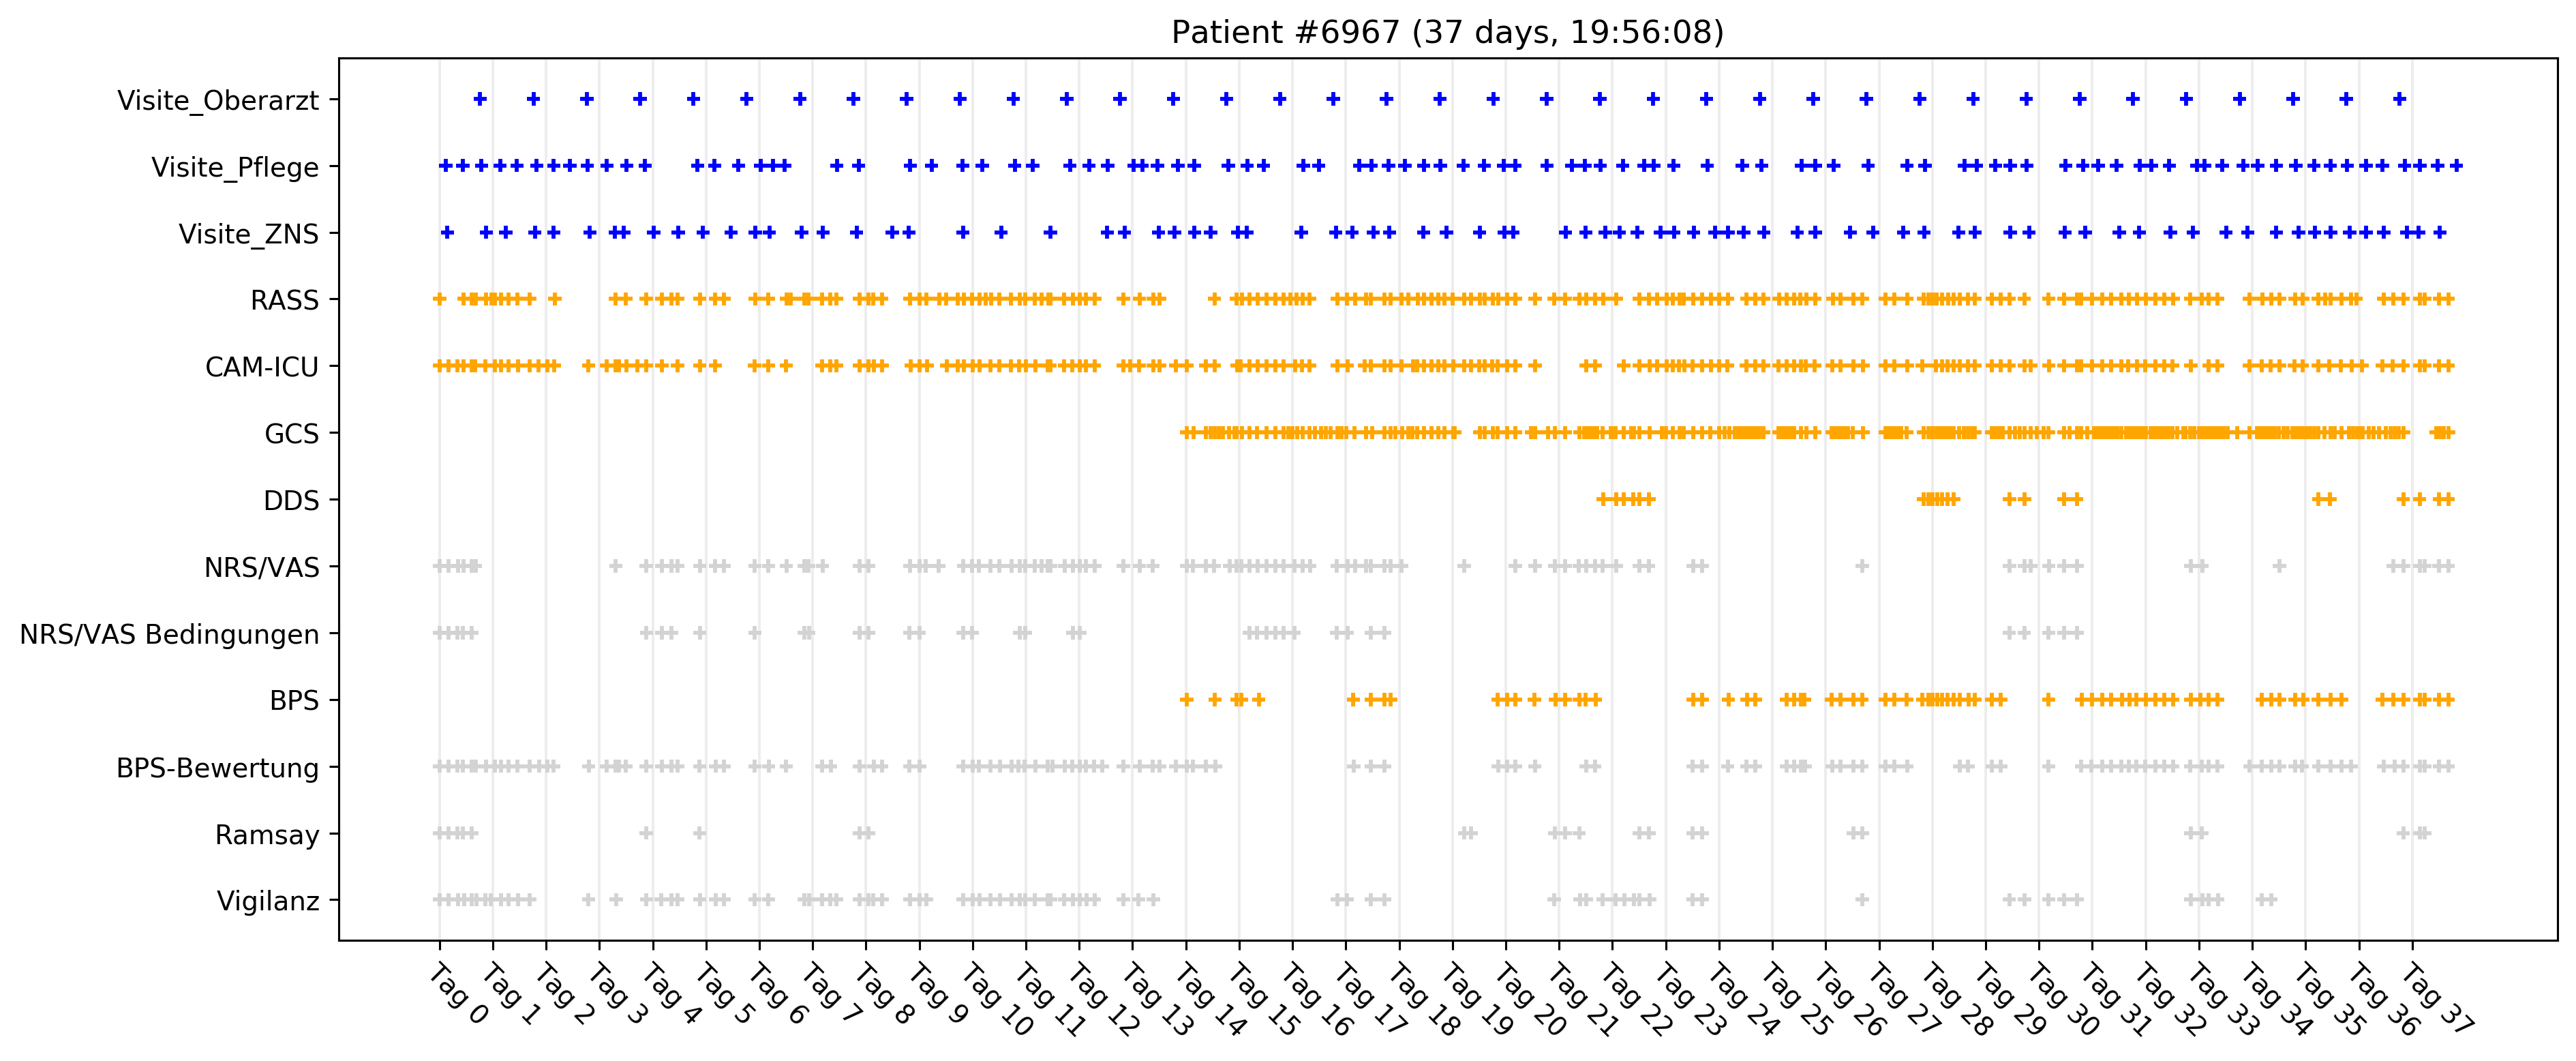 Patient #6967 (37 days, 19:56:08)
Visite_Oberarzt
Visite_Pflege
Visite_ZNS
RASS
CAM-ICU
GCS
DDS
NRS/VAS
NRS/VAS Bedingungen
BPS
BPS-Bewertung
Ramsay
Vigilanz
Tag 0
Tag 1
Tag 2
Tag 3
Tag 4
Tag 5
Tag 6
Tag 7
Tag 8
Tag 9
Tag 10
Tag 11
Tag 12
Tag 13
Tag 14
Tag 15
Tag 16
Tag 17
Tag 18
Tag 19
Tag 20
Tag 21
Tag 22
Tag 23
Tag 24
Tag 25
Tag 26
Tag 27
Tag 28
Tag 29
Tag 30
Tag 31
Tag 32
Tag 33
Tag 34
Tag 35
Tag 36
Tag 37